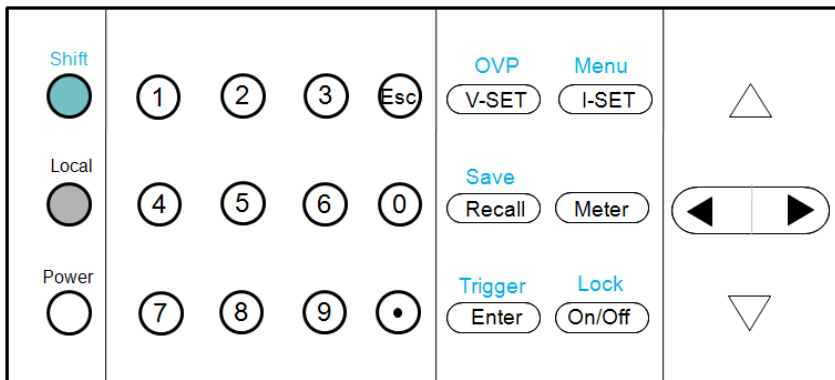 Shift
OVP Menu
1 2 3 Esc V-SET I-SET
Local
Save
4 5 6 0 Recall Meter
Power
Trigger Lock
7 8 9 • Enter On/Off